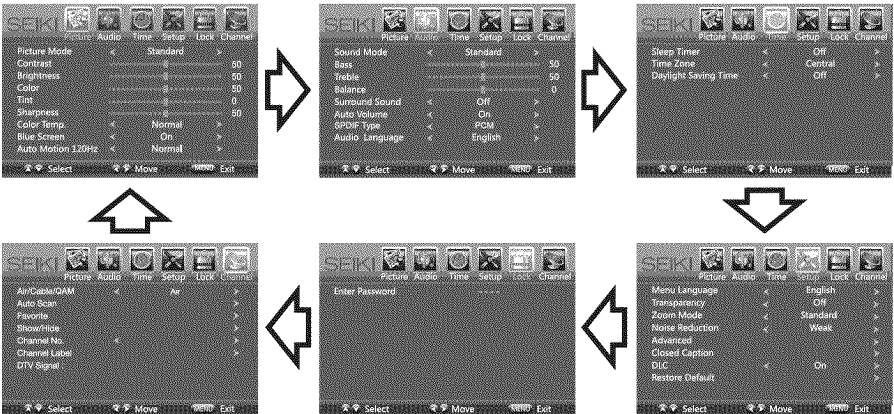 SEIKI
Picture Audio Time Setup Lock Channel
Picture Mode < Standard >
Contrast 50
Brightness 50
Color 50
Tint 0
Sharpness 50
Color Temp. < Normal >
Blue Screen < On >
Auto Motion 120Hz < Normal >
Select Move MENU Exit
SEIKI
Picture Audio Time Setup Lock Channel
Sound Mode < Standard >
Bass 50
Treble 50
Balance 0
Surround Sound < Off >
Auto Volume < On >
SPDIF Type < PCM >
Audio Language < English >
Select Move MENU Exit
SEIKI
Picture Audio Time Setup Lock Channel
Sleep Timer < Off >
Time Zone < Central >
Daylight Saving Time < Off >
Select Move MENU Exit
SEIKI
Picture Audio Time Setup Lock Channel
Air/Cable/QAM < Air >
Auto Scan >
Favorite >
Show/Hide >
Channel No. < >
Channel Label >
DTV Signal :
Select Move MENU Exit
SEIKI
Picture Audio Time Setup Lock Channel
Enter Password
Select Move MENU Exit
SEIKI
Picture Audio Time Setup Lock Channel
Menu Language English >
Transparency < Off >
Zoom Mode < Standard >
Noise Reduction < Weak >
Advanced >
Closed Caption >
DLC < On >
Restore Default >
Select Move MENU Exit